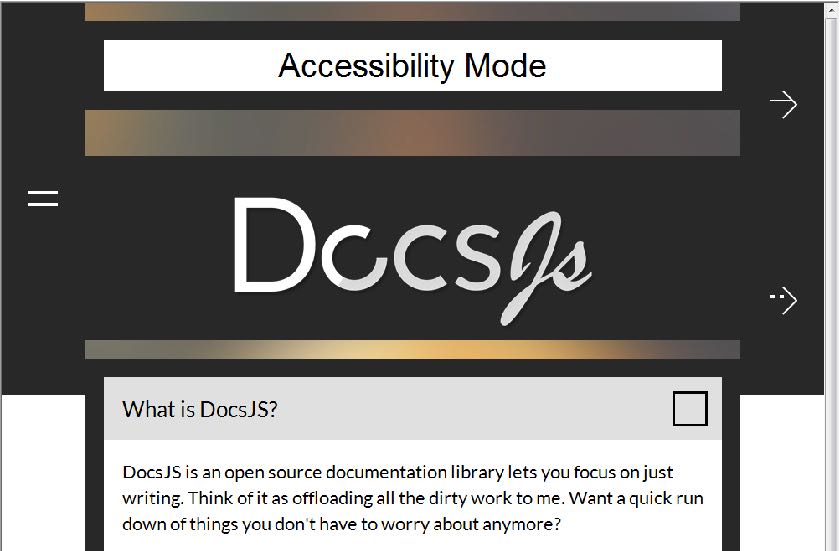 Accessibility Mode
DocsJs
What is DocsJS?
DocsJS is an open source documentation library lets you focus on just
writing. Think of it as offloading all the dirty work to me. Want a quick run
down of things you don't have to worry about anymore?